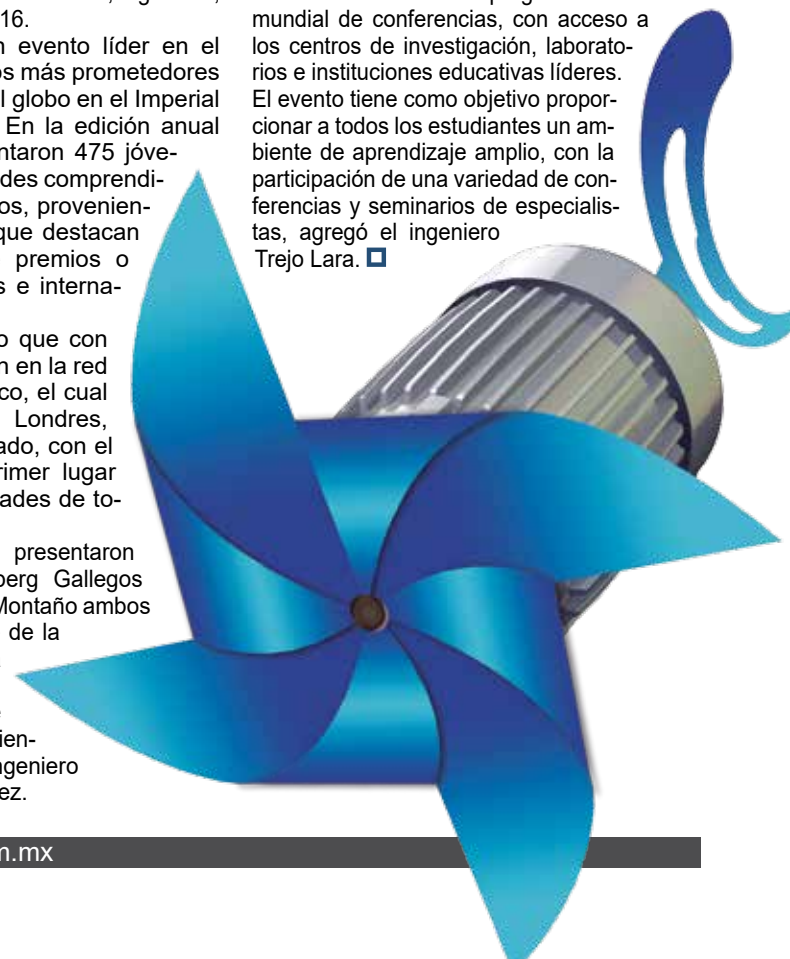 16.
evento líder en el
os más prometedores
l globo en el Imperial
En la edición anual
ntaron 475 jóve-
des comprendi-
os, provenien-
que destacan
premios o
s e interna-
o que con
n en la red
co, el cual
Londres,
ado, con el
rimer lugar
ades de to-
presentaron
berg Gallegos
Montaño ambos
de la
ien-
ngeniero
ez.
mundial de conferencias, con acceso a
los centros de investigación, laborato-
rios e instituciones educativas líderes.
El evento tiene como objetivo propor-
cionar a todos los estudiantes un am-
biente de aprendizaje amplio, con la
participación de una variedad de con-
ferencias y seminarios de especialis-
tas, agregó el ingeniero
Trejo Lara.
m.mx